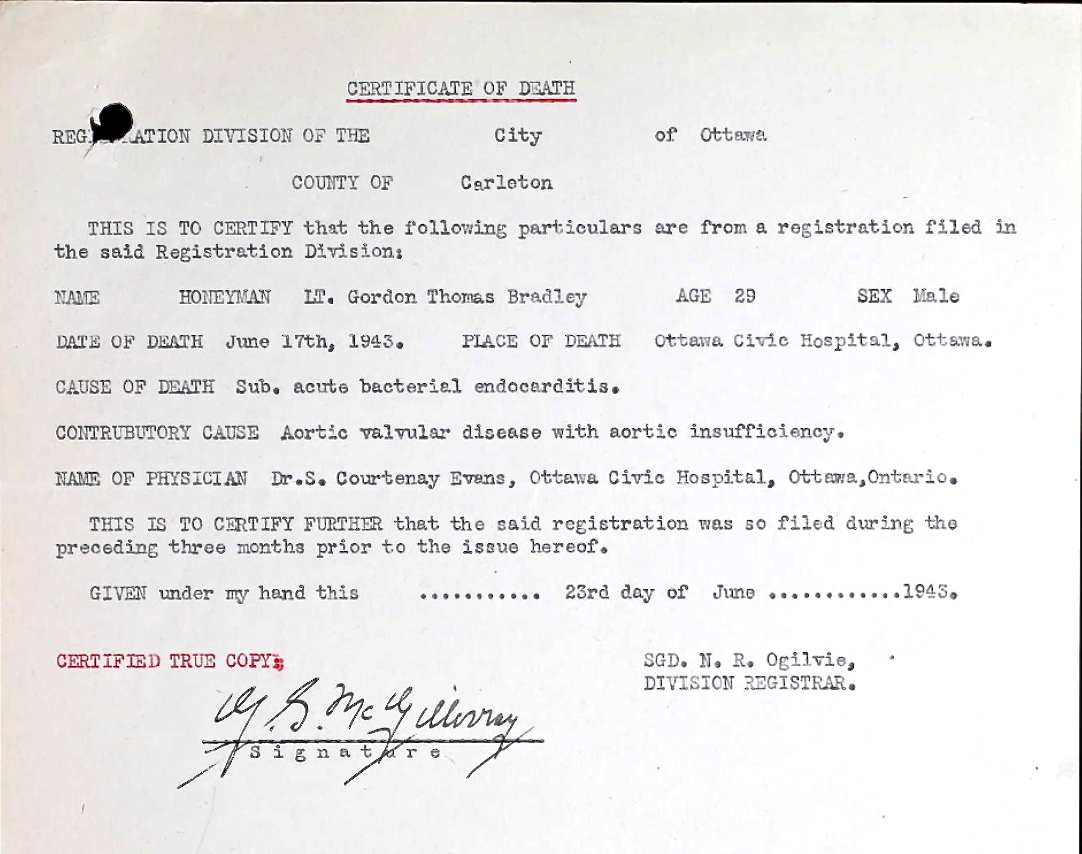 CERTIFICATE OF DEATH
REG ATION DIVISION OF THE City of Ottawa
COUNTY OF Carleton
THIS IS TO CERTIFY that the following particulars are from a registration filed in
the said Registration Division:
NAME HONEYMAN LT. Gordon Thomas Bradley AGE 29 SEX Male
DATE OF DEATH June 17th, 1943. PLACE OF DEATH Ottawa Civic Hospital, Ottawa.
CAUSE OF DEATH Sub. acute bacterial endocarditis.
CONTRUBUTORY CAUSE Aortic valvular disease with aortic insufficiency.
NAME OF PHYSICIAN Dr.S. Courtenay Evans, Ottawa Civic Hospital, Ottawa,Ontario.
THIS IS TO CERTIFY FURTHER that the said registration was so filed during the
preceding three months prior to the issue hereof.
GIVEN under my hand this ........... 23rd day of June ............1943.
CERTIFIED TRUE COPY: SGD. N. R. Ogilvie,
DIVISION REGISTRAR.
McGillivray
Signature